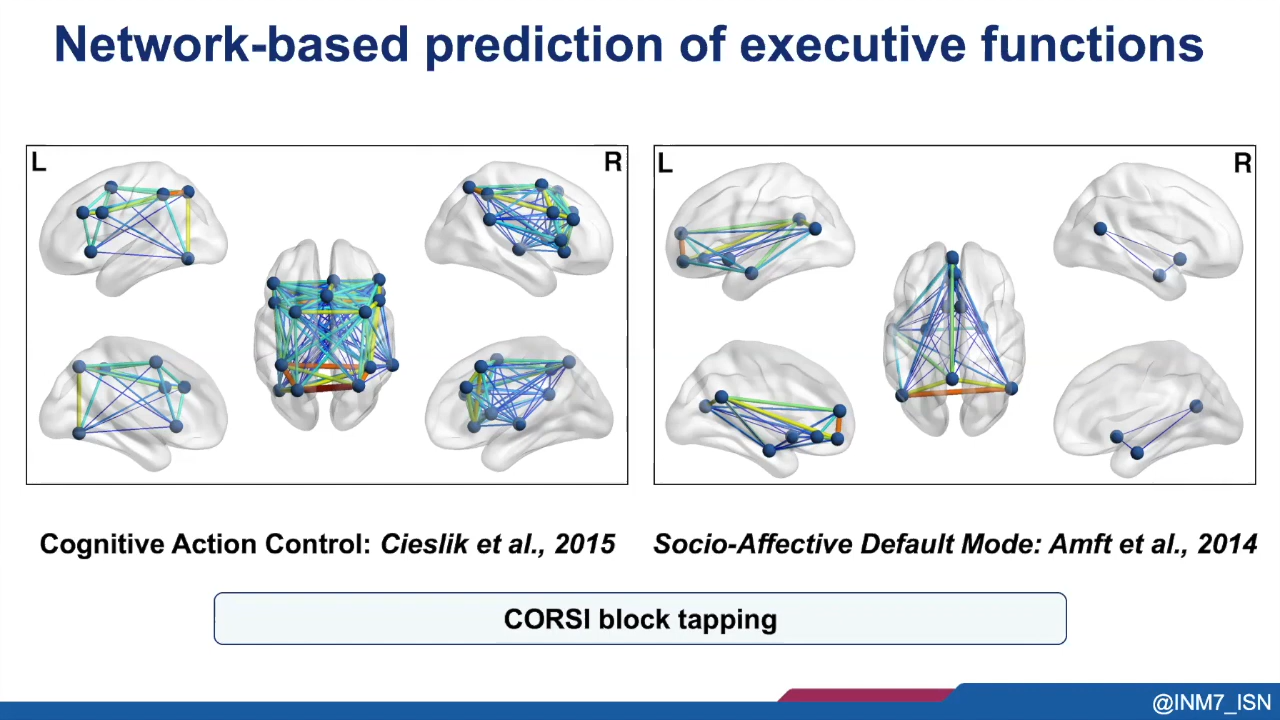 Network-based prediction of executive functions
L
R
L
R
Cognitive Action Control: Cieslik et al., 2015
Socio-Affective Default Mode: Amft et al., 2014
CORSI block tapping
@INM7_ISN